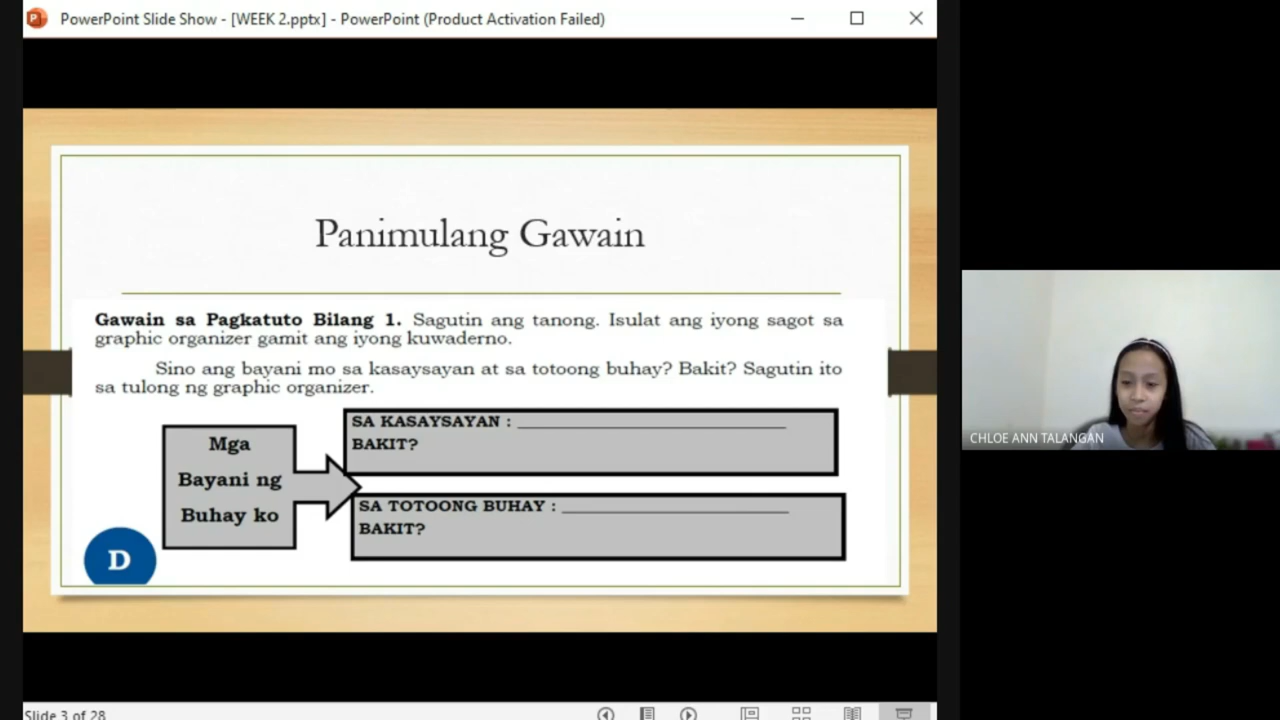 PowerPoint Slide Show - [WEEK 2.pptx] - PowerPoint (Product Activation Failed)
Panimulang Gawain
Gawain sa Pagkatuto Bilang 1. Sagutin ang tanong. Isulat ang iyong sagot sa
graphic organizer gamit ang iyong kuwaderno.
Sino ang bayani mo sa kasaysayan at sa totoong buhay? Bakit? Sagutin ito
sa tulong ng graphic organizer.
Mga
Bayani ng
Buhay ko
SA KASAYSAYAN : ____________________
BAKIT?
SA TOTOONG BUHAY : ____________________
BAKIT?
D
CHLOE ANN TALANGAN
Slide 3 of 28